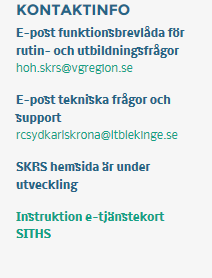 KONTAKTINFO
E-post funktionsbrevlåda för
rutin- och utbildningsfrågor
hoh.skrs@vgregion.se
E-post tekniska frågor och
support
rcsydkarlskrona@ltblekinge.se
SKRS hemsida är under
utveckling
Instruktion e-tjänstekort
SITHS